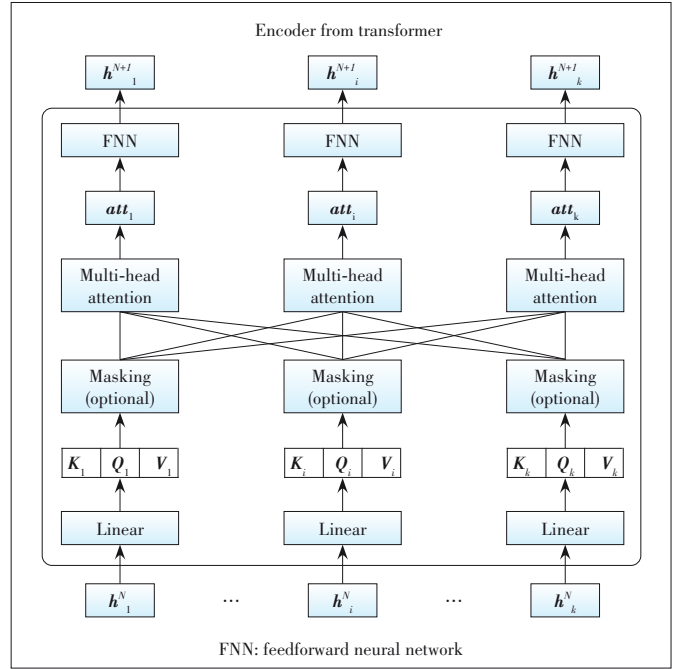 Encoder from transformer
h^{N+1}_1 h^{N+1}_i h^{N+1}_k
FNN FNN FNN
att_1 att_i att_k
Multi-head attention Multi-head attention Multi-head attention
Masking (optional) Masking (optional) Masking (optional)
K_1 Q_1 V_1 K_i Q_i V_i K_k Q_k V_k
Linear Linear Linear
h^N_1 ... h^N_i ... h^N_k
FNN: feedforward neural network